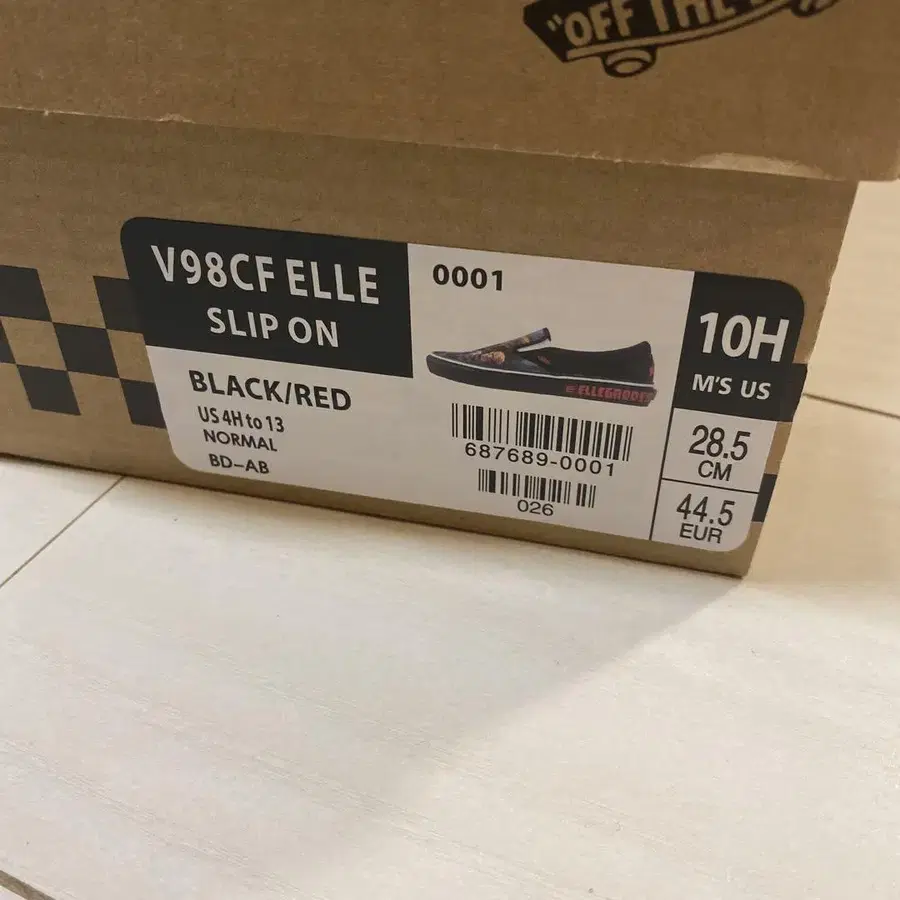 "OFF THE
V98CF ELLE
SLIP ON
BLACK/RED
US 4H to 13
NORMAL
BD-AB
0001
ELLEGARDEN
687689-0001
026
10H
M'S US
28.5
CM
44.5
EUR